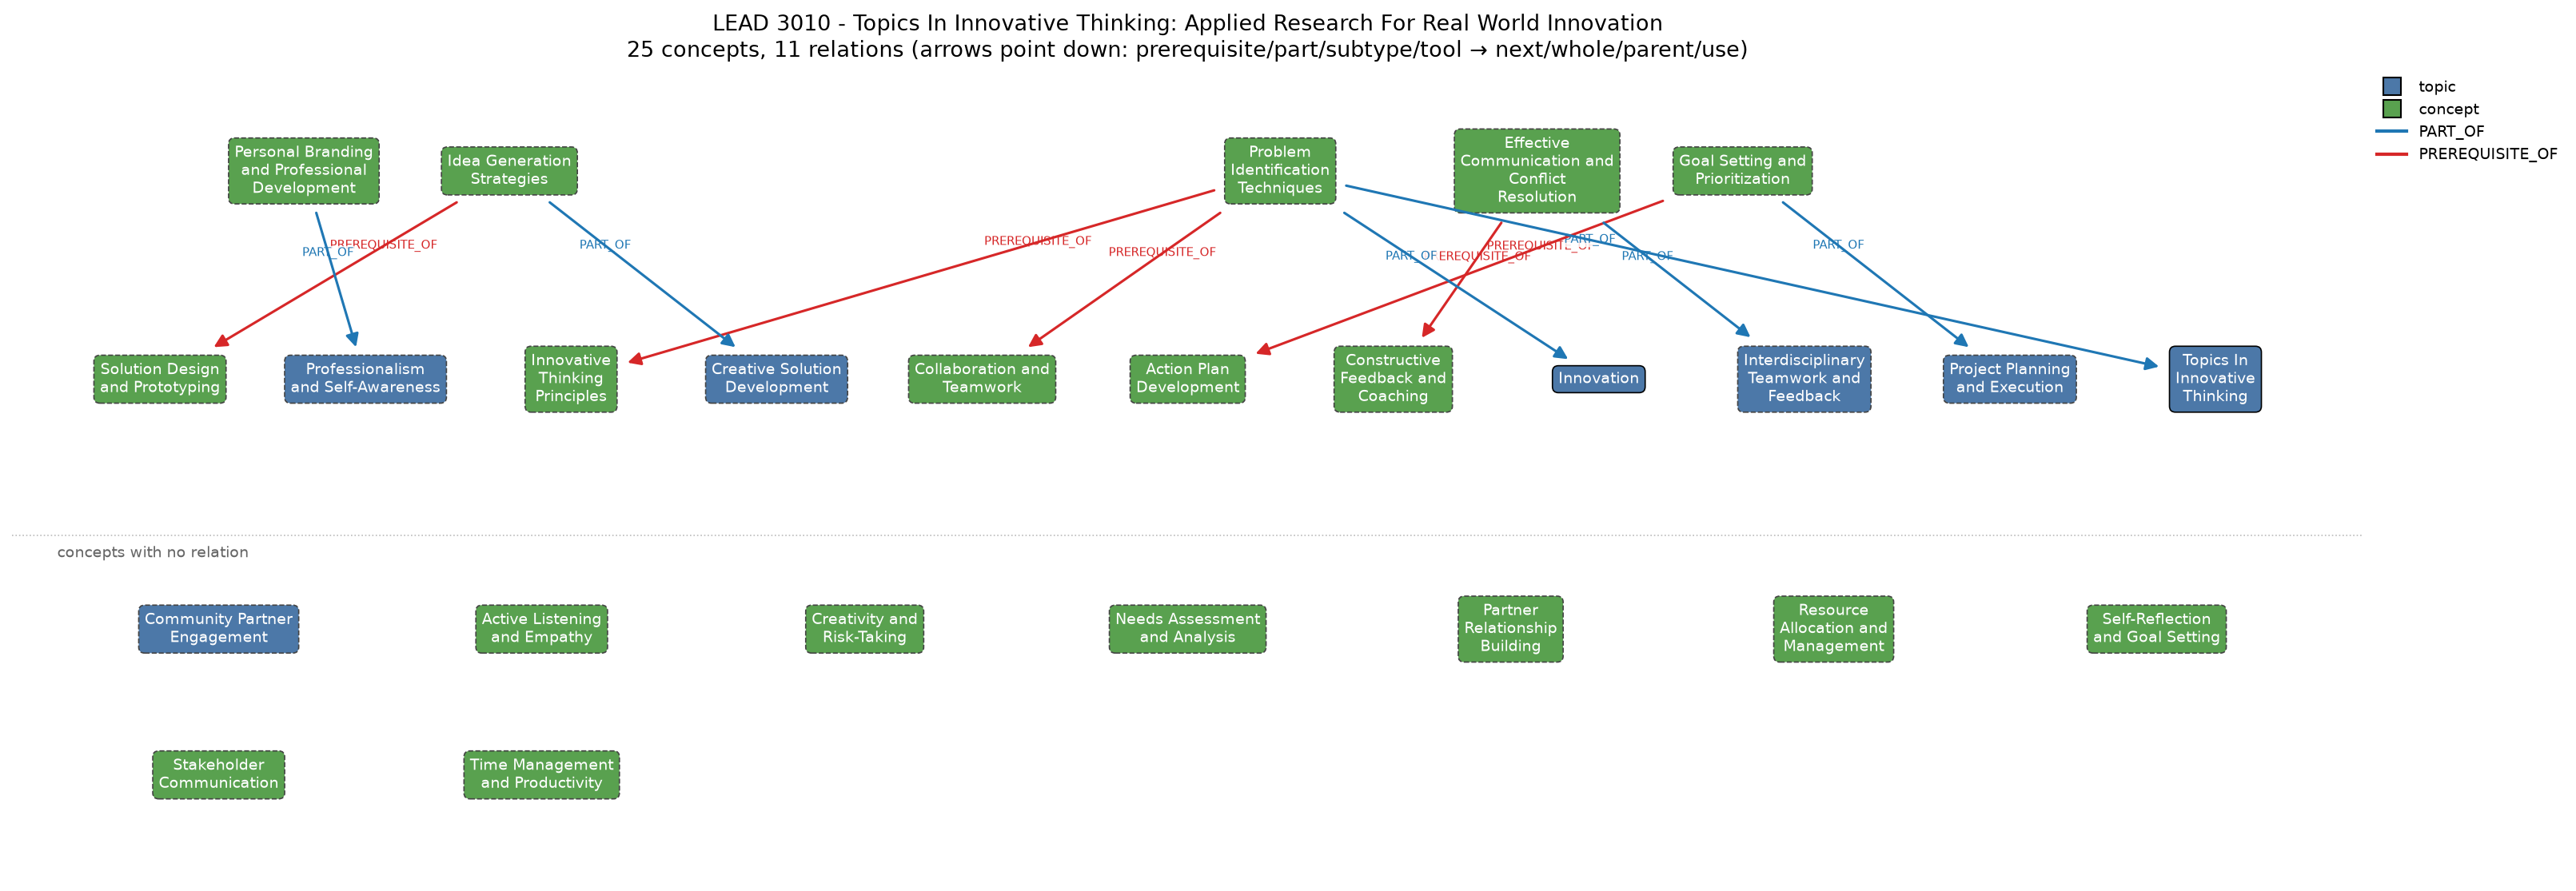 LEAD 3010 - Topics In Innovative Thinking: Applied Research For Real World Innovation
25 concepts, 11 relations (arrows point down: prerequisite/part/subtype/tool → next/whole/parent/use)
topic
concept
PART_OF
PREREQUISITE_OF
Personal Branding
and Professional
Development
Idea Generation
Strategies
Problem
Identification
Techniques
Effective
Communication and
Conflict
Resolution
Goal Setting and
Prioritization
PART_OF
PREREQUISITE_OF
PART_OF
PREREQUISITE_OF
PREREQUISITE_OF
PART_OF
EREQUISITE_OF
PREREQUISITE_OF
PART_OF
PART_OF
PART_OF
Solution Design
and Prototyping
Professionalism
and Self-Awareness
Innovative
Thinking
Principles
Creative Solution
Development
Collaboration and
Teamwork
Action Plan
Development
Constructive
Feedback and
Coaching
Innovation
Interdisciplinary
Teamwork and
Feedback
Project Planning
and Execution
Topics In
Innovative
Thinking
concepts with no relation
Community Partner
Engagement
Active Listening
and Empathy
Creativity and
Risk-Taking
Needs Assessment
and Analysis
Partner
Relationship
Building
Resource
Allocation and
Management
Self-Reflection
and Goal Setting
Stakeholder
Communication
Time Management
and Productivity